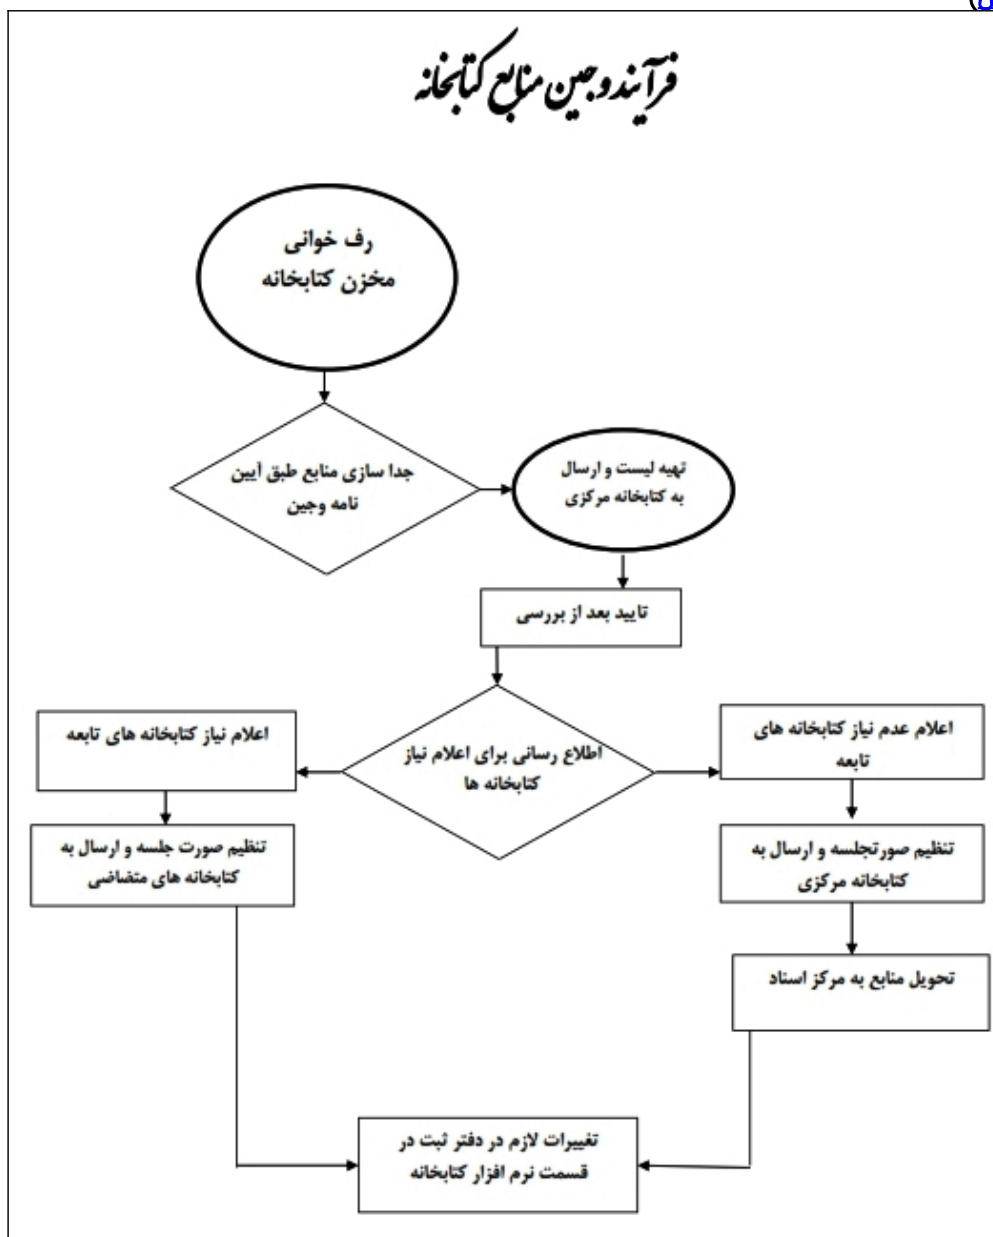 فرآیند وجین منابع کتابخانه
رف خوانی
مخزن کتابخانه
جدا سازی منابع طبق آیین
نامه وجین
تهیه لیست و ارسال
به کتابخانه مرکزی
تایید بعد از بررسی
اطلاع رسانی برای اعلام نیاز
کتابخانه ها
اعلام عدم نیاز کتابخانه های
تابعه
اعلام نیاز کتابخانه های تابعه
تنظیم صورتجلسه و ارسال به
کتابخانه مرکزی
تنظیم صورت جلسه و ارسال به
کتابخانه های متضاضی
تحویل منابع به مرکز اسناد
تغییرات لازم در دفتر ثبت در
قسمت نرم افزار کتابخانه